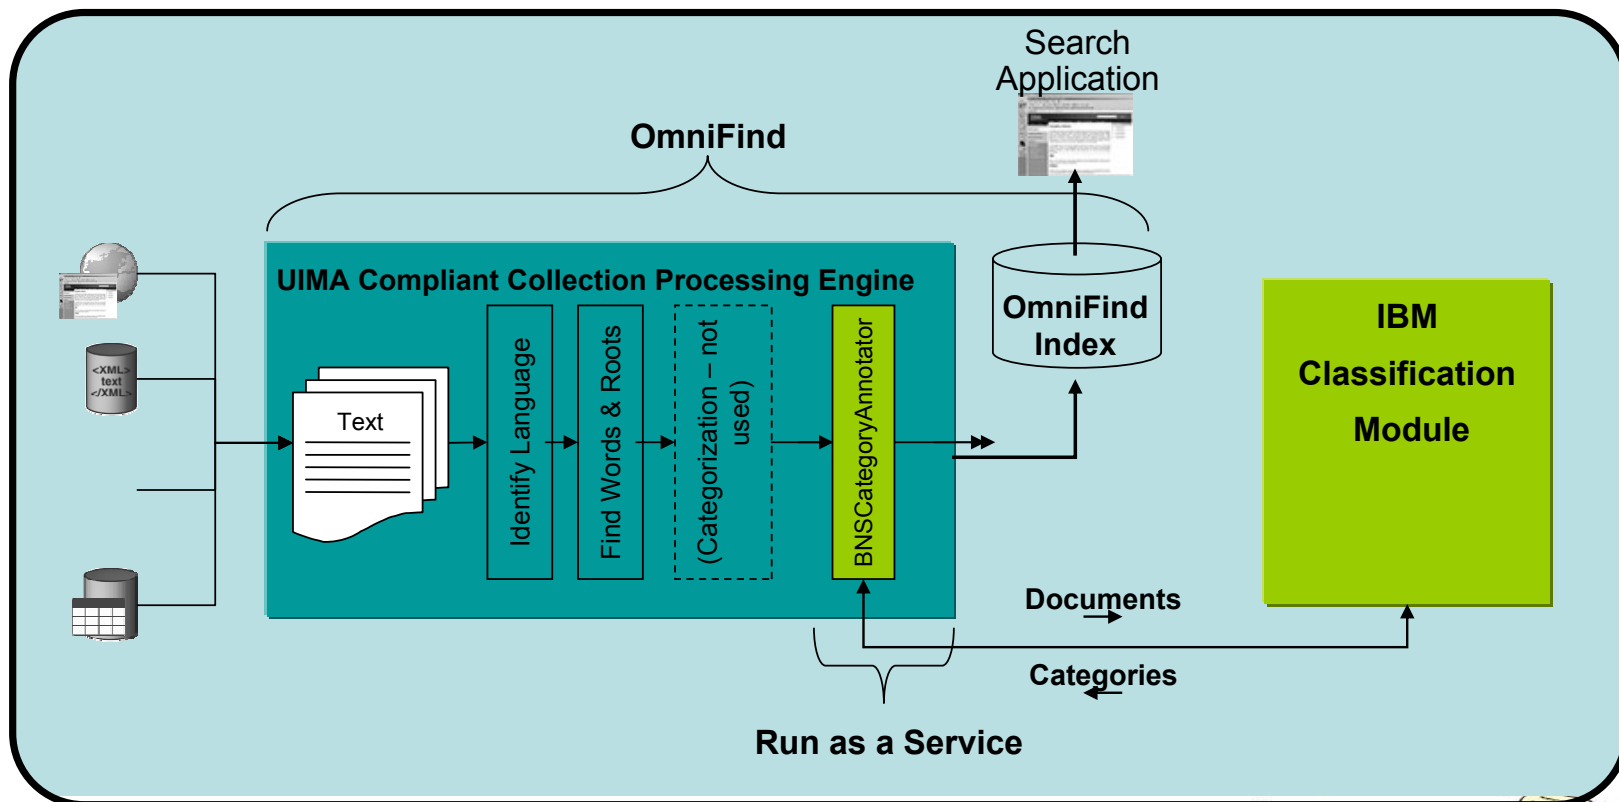 Search
Application
OmniFind
UIMA Compliant Collection Processing Engine
<XML>
text
</XML>
Text
Identify Language
Find Words & Roots
(Categorization – not
used)
BNSCategoryAnnotator
OmniFind
Index
IBM
Classification
Module
Documents
Categories
Run as a Service